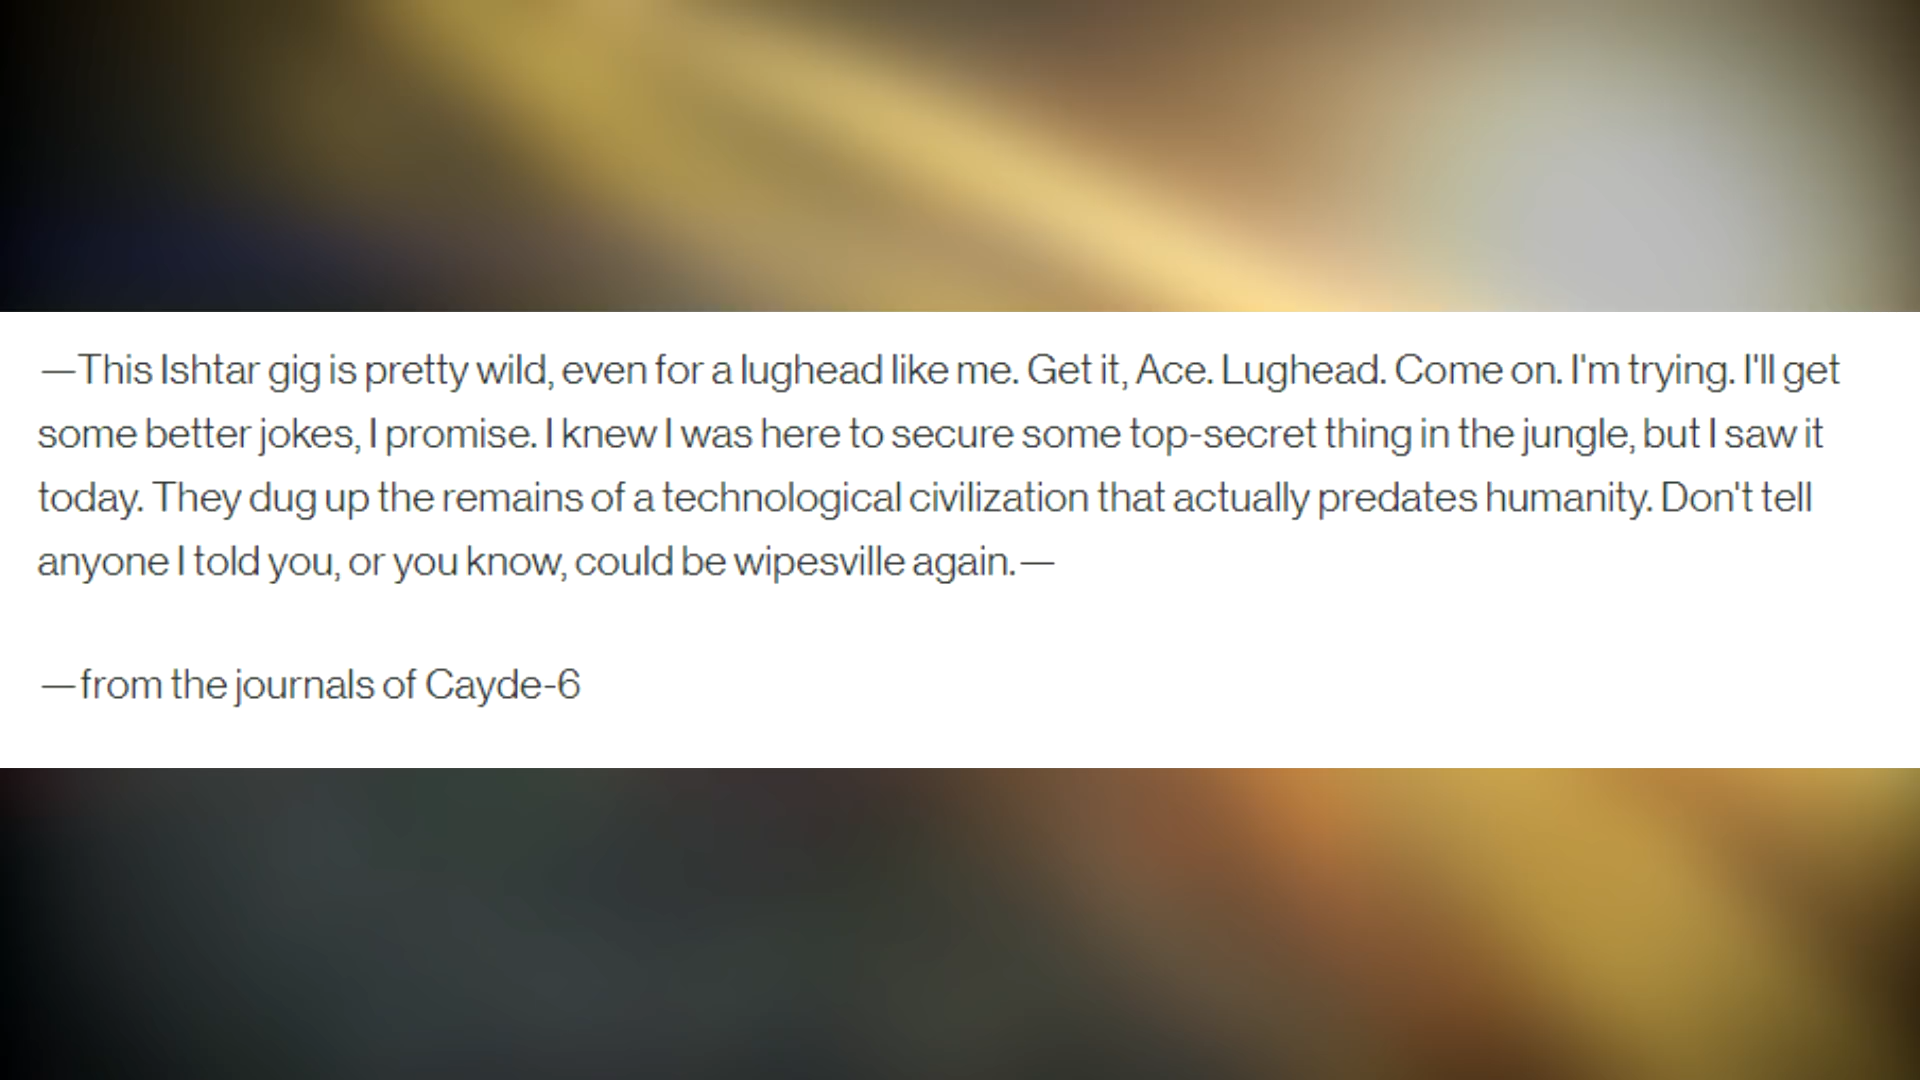 —This Ishtar gig is pretty wild, even for a lughead like me. Get it, Ace. Lughead. Come on. I'm trying. I'll get
some better jokes, I promise. I knew I was here to secure some top-secret thing in the jungle, but I saw it
today. They dug up the remains of a technological civilization that actually predates humanity. Don't tell
anyone I told you, or you know, could be wipesville again.—
—from the journals of Cayde-6